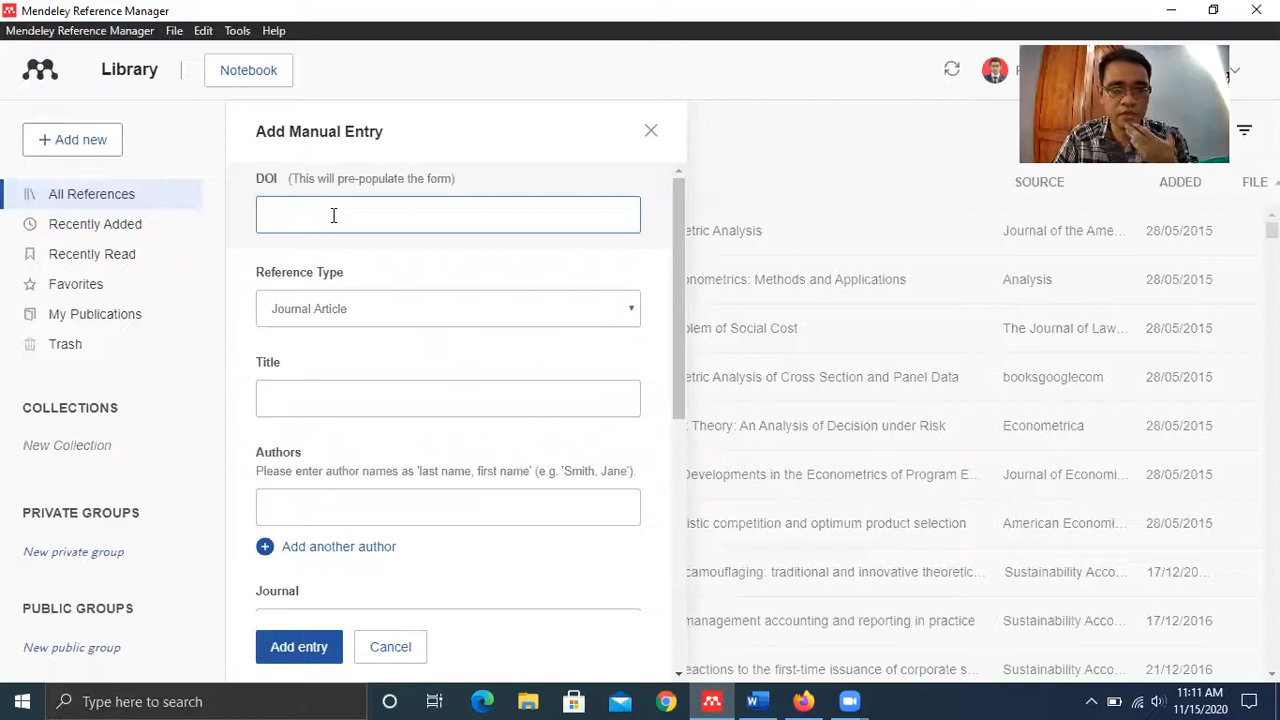 Mendeley Reference Manager
Mendeley Reference Manager File Edit Tools Help
Library
Notebook
Add new
All References
Recently Added
Recently Read
Favorites
My Publications
Trash
COLLECTIONS
New Collection
PRIVATE GROUPS
New private group
PUBLIC GROUPS
New public group
Add Manual Entry
DOI (This will pre-populate the form)
Reference Type
Journal Article
Title
Authors
Please enter author names as 'last name, first name' (e.g. 'Smith, Jane').
Add another author
Journal
Add entry Cancel
SOURCE ADDED FILE
Analysis Journal of the Ame... 28/05/2015
Methods and Applications Analysis 28/05/2015
of Social Cost The Journal of Law... 28/05/2015
Analysis of Cross Section and Panel Data booksgooglecom 28/05/2015
Theory: An Analysis of Decision under Risk Econometrica 28/05/2015
Developments in the Econometrics of Program E... Journal of Economi... 28/05/2015
competition and optimum product selection American Economi... 28/05/2015
camouflaging: traditional and innovative theoretic... Sustainability Acco... 17/12/20...
management accounting and reporting in practice Sustainability Acco... 17/12/2016
to the first-time issuance of corporate s... Sustainability Acco... 21/12/2016
Type here to search
11:11 AM
11/15/2020